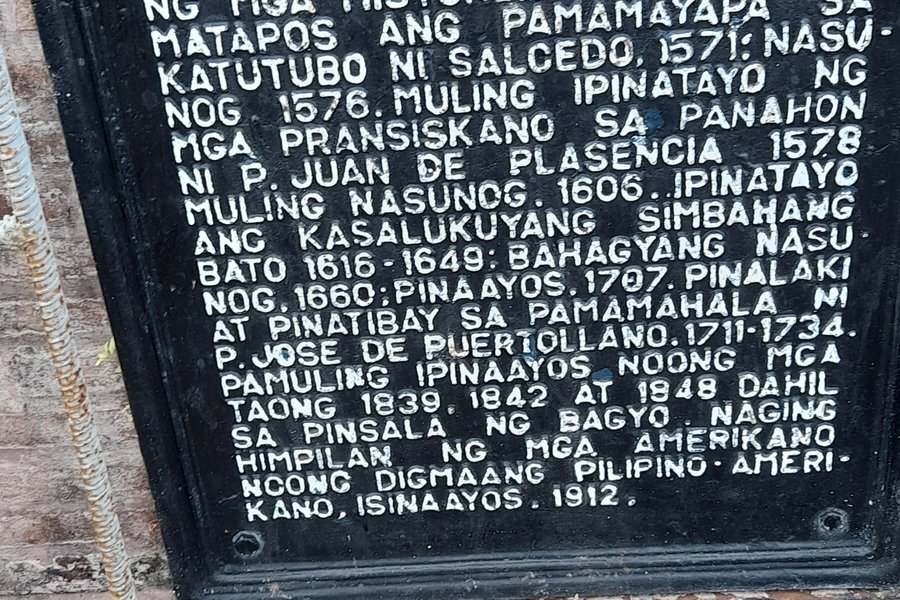 NG MGA
MATAPOS ANG PAMAMAYAPA SA
KATUTUBO NI SALCEDO, 1571; NASU-
NOG 1576. MULING IPINATAYO NG
MGA PRANSISKANO SA PANAHON
NI P. JUAN DE PLASENCIA 1578
MULING NASUNOG. 1606.. IPINATAYO
ANG KASALUKUYANG SIMBAHANG
BATO 1616-1649; BAHAGYANG NASU-
NOG. 1660; PINAAYOS. 1707. PINALAKI
AT PINATIBAY SA PAMAMAHALA NI
P. JOSE DE PUERTOLLANO. 1711-1734.
PAMULING IPINAAYOS NOONG MGA
TAONG 1839, 1842 AT 1848 DAHIL
SA PINSALA NG BAGYO NAGING
HIMPILAN NG MGA AMERIKANO
NOONG DIGMAANG PILIPINO-AMERI-
KANO, ISINAAYOS. 1912.